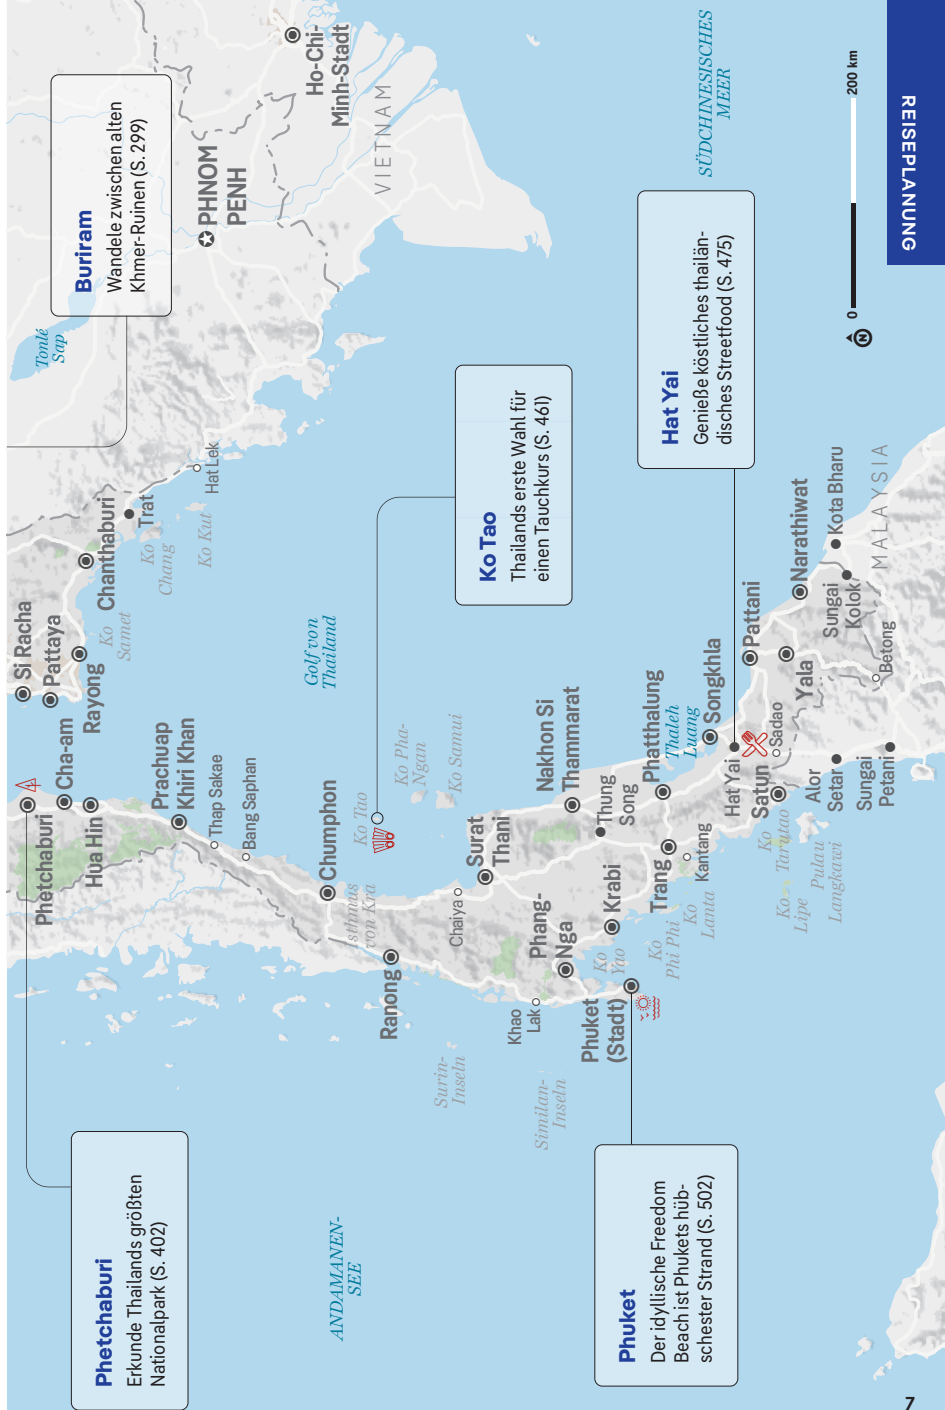 REISEPLANUNG
7
Buriram
Wandele zwischen alten
Khmer-Ruinen (S. 299)
Ko Tao
Thailands erste Wahl für
einen Tauchkurs (S. 461)
Hat Yai
Genieße köstliches thailän-
disches Streetfood (S. 475)
Phetchaburi
Erkunde Thailands größten
Nationalpark (S. 402)
Phuket
Der idyllische Freedom
Beach ist Phukets hüb-
schester Strand (S. 502)
Tonlé
Sap
PHNOM
PENH
Ho-Chi-
Minh-Stadt
VIETNAM
SÜDCHINESISCHES
MEER
Si Racha
Pattaya
Rayong
Ko
Samet
Chanthaburi
Trat
Ko
Chang
Ko Kut
Hat Lek
Phetchaburi
Cha-am
Hua Hin
Prachuap
Khiri Khan
Thap Sakae
Bang Saphan
Golf von
Thailand
Chumphon
Isthmus
von Kra
Ko Tao
Ko Pha-
Ngan
Ko Samui
Ranong
Chaiya
Surat
Thani
Surin-
Inseln
Similan-
Inseln
Khao
Lak
Phang-
Nga
Nakhon Si
Thammarat
Thung
Song
Krabi
Phuket
(Stadt)
Ko
Yao
Ko
Phi Phi
Ko
Lanta
Trang
Kantang
Phatthalung
Thaleh
Luang
Songkhla
Hat Yai
Sadao
Satun
Ko
Tarutao
Ko
Lipe
Pulau
Langkawi
Alor
Setar
Sungai
Petani
Pattani
Yala
Narathiwat
Sungai
Kolok
Betong
Kota Bharu
MALAYSIA
ANDAMANEN-
SEE
N
0
200 km